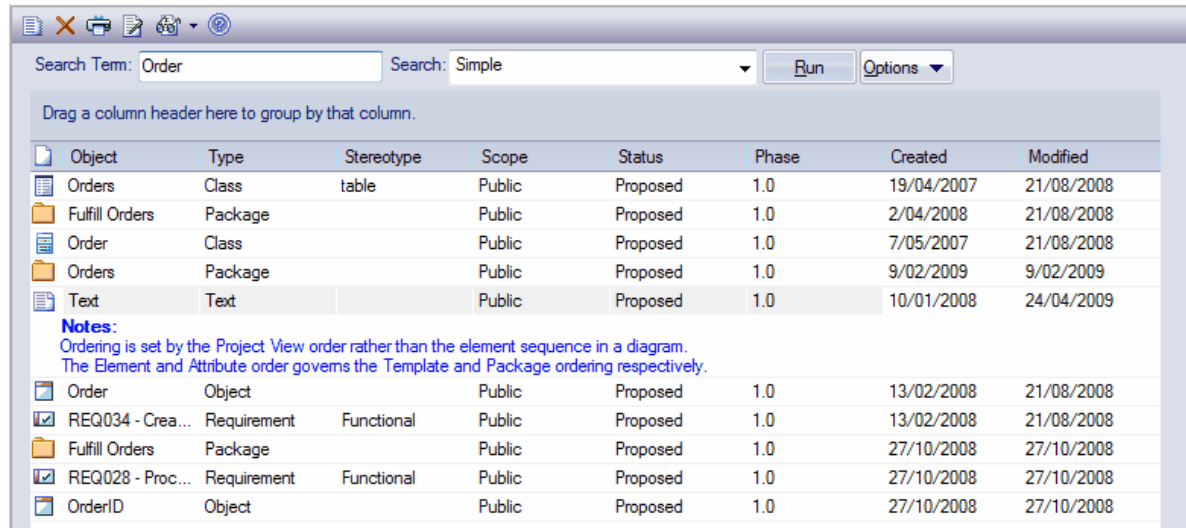 Search Term: Order Search: Simple Run Options
Drag a column header here to group by that column.
Object Type Stereotype Scope Status Phase Created Modified
Orders Class table Public Proposed 1.0 19/04/2007 21/08/2008
Fulfill Orders Package Public Proposed 1.0 2/04/2008 21/08/2008
Order Class Public Proposed 1.0 7/05/2007 21/08/2008
Orders Package Public Proposed 1.0 9/02/2009 9/02/2009
Text Text Public Proposed 1.0 10/01/2008 24/04/2009
Notes:
Ordering is set by the Project View order rather than the element sequence in a diagram.
The Element and Attribute order governs the Template and Package ordering respectively.
Order Object Public Proposed 1.0 13/02/2008 21/08/2008
REQ034 - Crea... Requirement Functional Public Proposed 1.0 13/02/2008 21/08/2008
Fulfill Orders Package Public Proposed 1.0 27/10/2008 27/10/2008
REQ028 - Proc... Requirement Functional Public Proposed 1.0 27/10/2008 27/10/2008
OrderID Object Public Proposed 1.0 27/10/2008 27/10/2008